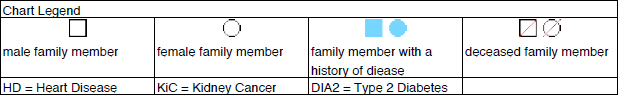 Chart Legend
male family member
female family member
family member with a
history of diease
deceased family member
HD = Heart Disease
KiC = Kidney Cancer
DIA2 = Type 2 Diabetes